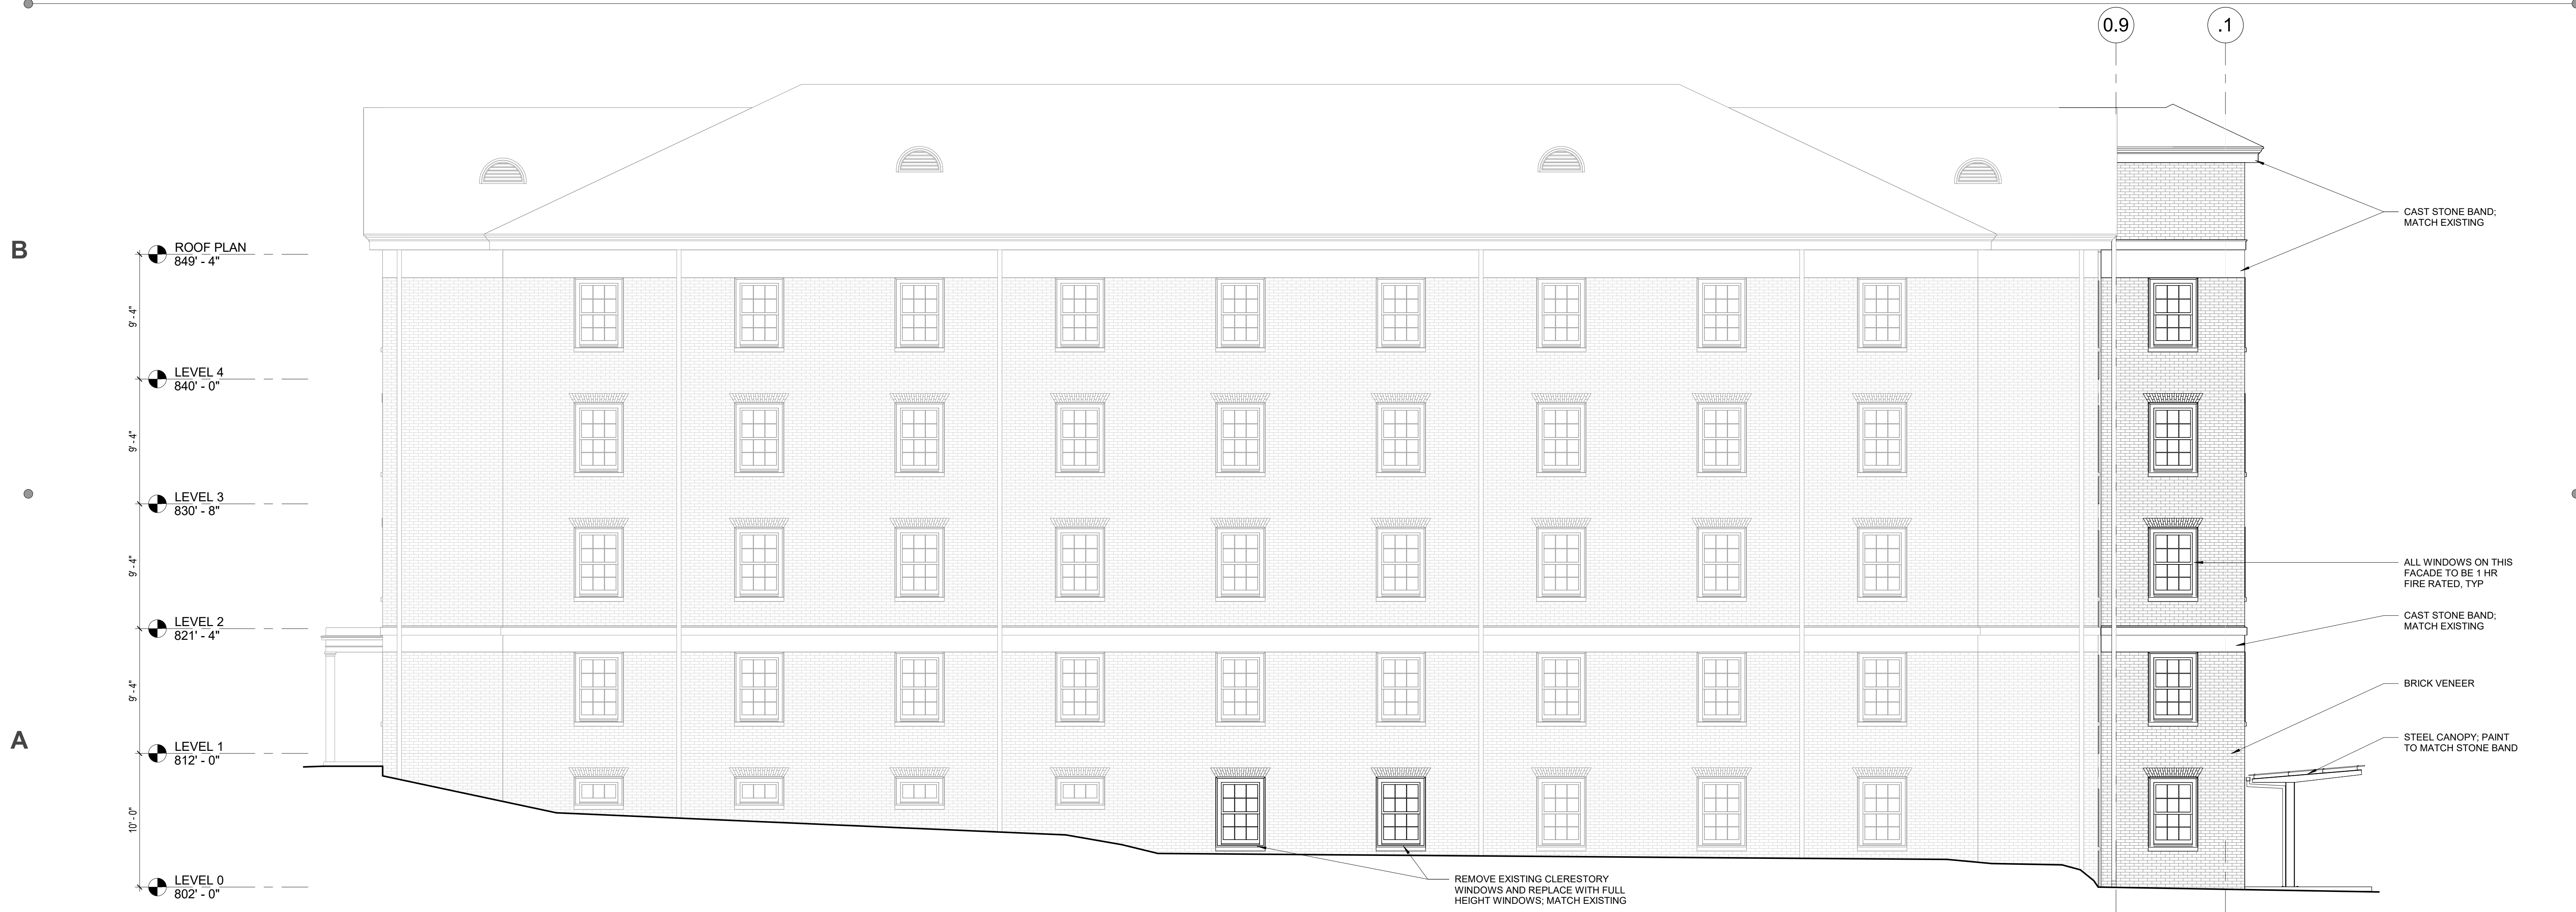 0.9
.1
CAST STONE BAND;
MATCH EXISTING
B
ROOF PLAN
849' - 4"
9' - 4"
LEVEL 4
840' - 0"
9' - 4"
LEVEL 3
830' - 8"
9' - 4"
ALL WINDOWS ON THIS
FACADE TO BE 1 HR
FIRE RATED, TYP
LEVEL 2
821' - 4"
CAST STONE BAND;
MATCH EXISTING
9' - 4"
BRICK VENEER
A
LEVEL 1
812' - 0"
STEEL CANOPY; PAINT
TO MATCH STONE BAND
10' - 0"
LEVEL 0
802' - 0"
REMOVE EXISTING CLERESTORY
WINDOWS AND REPLACE WITH FULL
HEIGHT WINDOWS; MATCH EXISTING